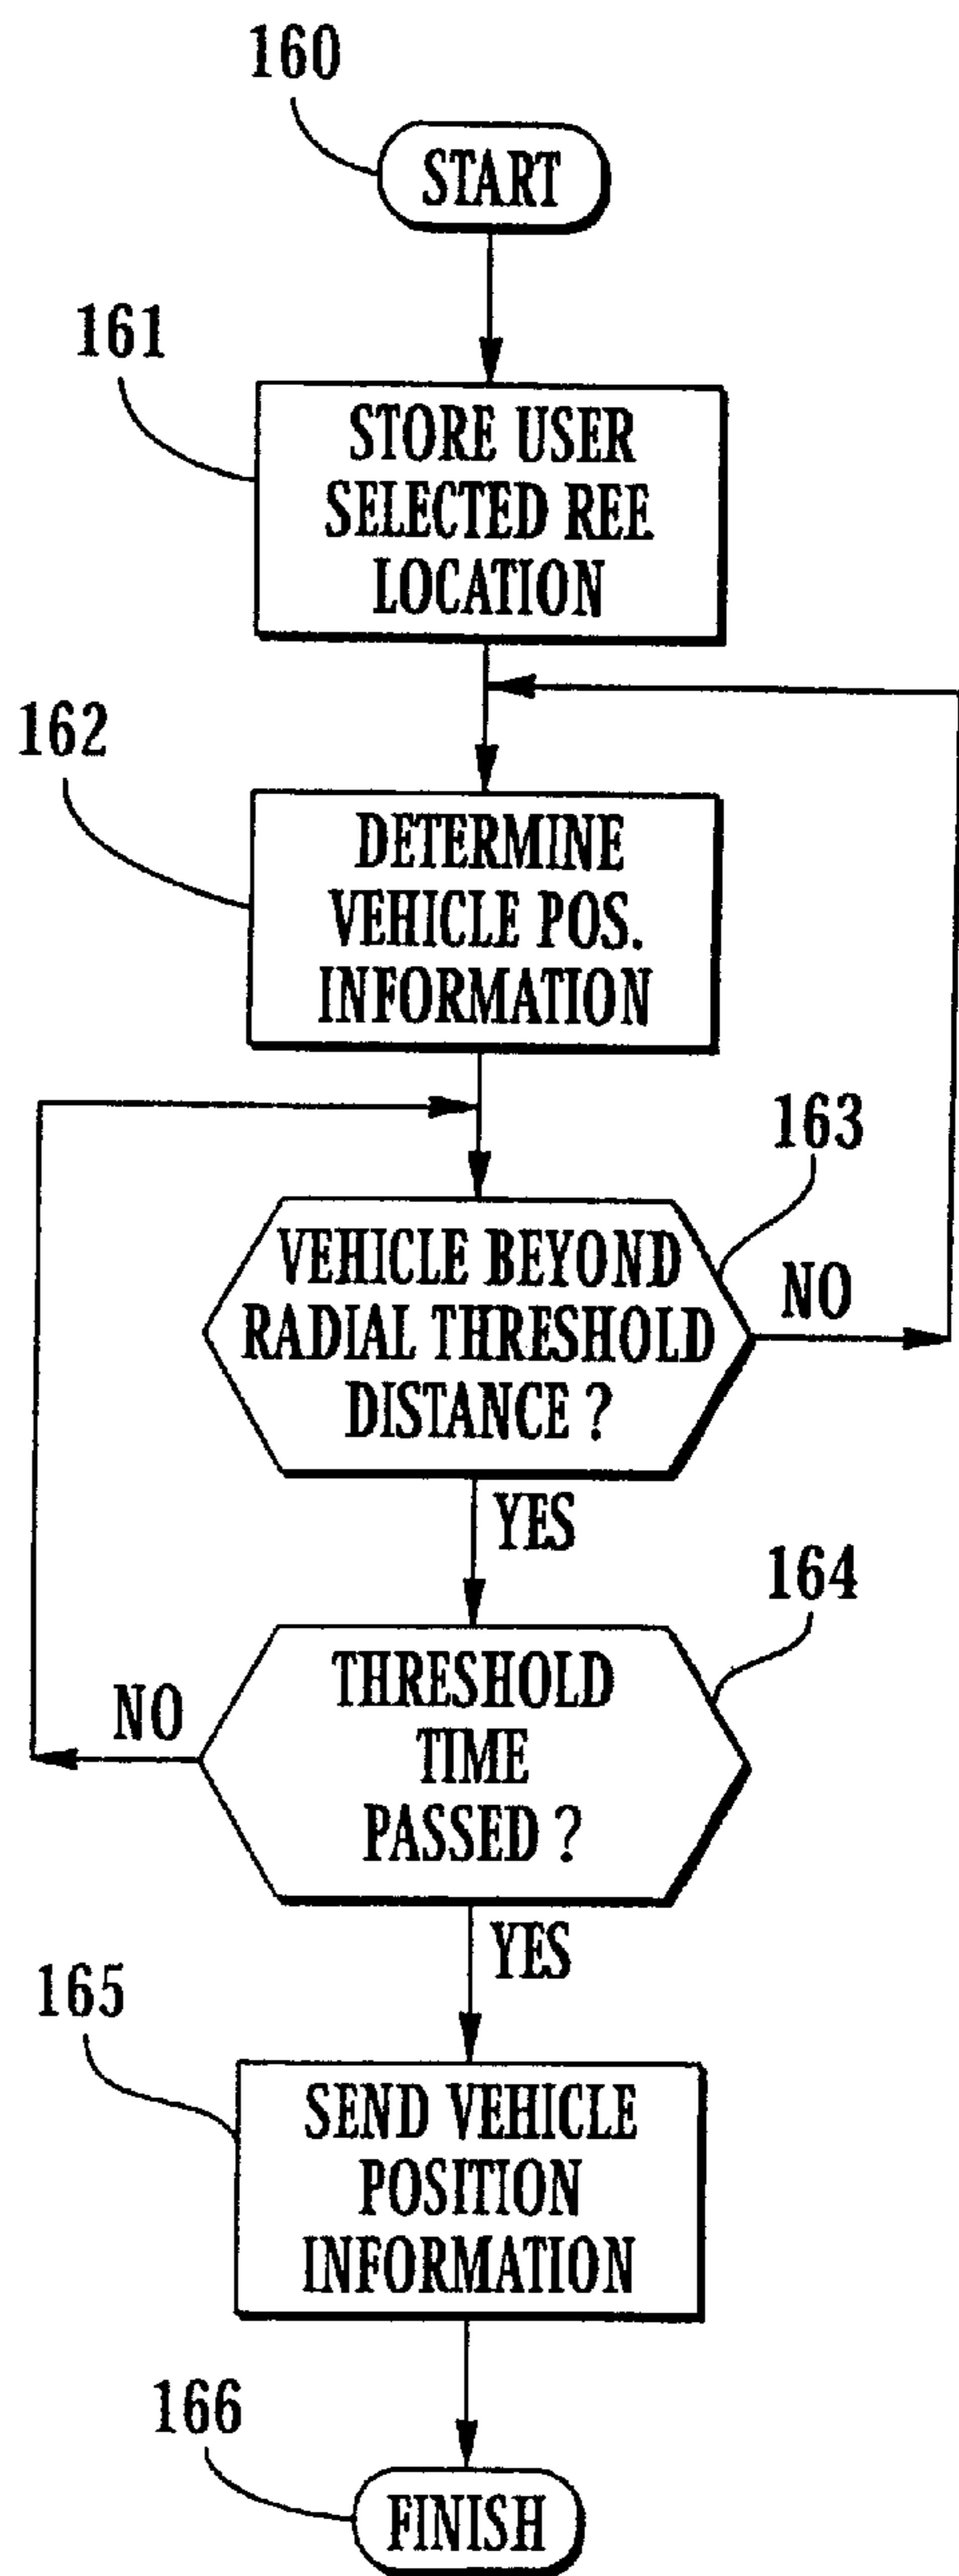 160
START
161
STORE USER
SELECTED REF.
LOCATION
162
DETERMINE
VEHICLE POS.
INFORMATION
163
VEHICLE BEYOND
RADIAL THRESHOLD
DISTANCE ?
NO
YES
164
THRESHOLD
TIME
PASSED ?
NO
YES
165
SEND VEHICLE
POSITION
INFORMATION
166
FINISH